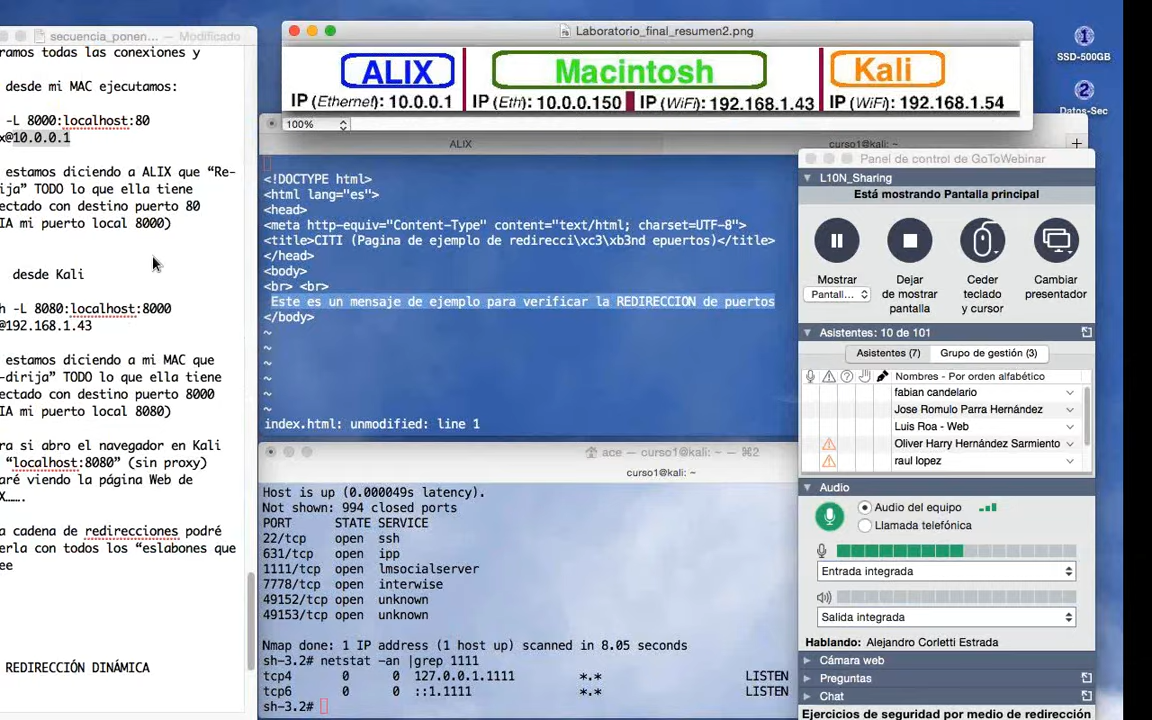 secuencia_ponen... — Modificado
ramos todas las conexiones y
desde mi MAC ejecutamos:
-L 8000:localhost:80
x@10.0.0.1
estamos diciendo a ALIX que “Re-
ija” TODO lo que ella tiene
ectado con destino puerto 80
IA mi puerto local 8000)
desde Kali
h -L 8080:localhost:8000
@192.168.1.43
estamos diciendo a mi MAC que
-dirija” TODO lo que ella tiene
ectado con destino puerto 8000
IA mi puerto local 8080)
ra si abro el navegador en Kali
“localhost:8080” (sin proxy)
aré viendo la página Web de
X……
a cadena de redirecciones podré
erla con todos los “eslabones que
ee
REDIRECCIÓN DINÁMICA
Laboratorio_final_resumen2.png
ALIX
Macintosh
Kali
IP (Ethernet): 10.0.0.1
IP (Eth): 10.0.0.150
IP (WiFi): 192.168.1.43
IP (WiFi): 192.168.1.54
100%
ALIX
curso1@kali: ~
<!DOCTYPE html>
<html lang="es">
<head>
<meta http-equiv="Content-Type" content="text/html; charset=UTF-8">
<title>CITI (Pagina de ejemplo de redirecci\xc3\xb3nd epuertos)</title>
</head>
<body>
<br> <br>
Este es un mensaje de ejemplo para verificar la REDIRECCION de puertos
</body>
~
~
~
~
~
index.html: unmodified: line 1
ace — curso1@kali: ~ — ⌘2
curso1@kali: ~
Host is up (0.000049s latency).
Not shown: 994 closed ports
PORT STATE SERVICE
22/tcp open ssh
631/tcp open ipp
1111/tcp open lmsocialserver
7778/tcp open interwise
49152/tcp open unknown
49153/tcp open unknown
Nmap done: 1 IP address (1 host up) scanned in 8.05 seconds
sh-3.2# netstat -an |grep 1111
tcp4 0 0 127.0.0.1.1111 *.* LISTEN
tcp6 0 0 ::1.1111 *.* LISTEN
sh-3.2#
Panel de control de GoToWebinar
L10N_Sharing
Está mostrando Pantalla principal
Mostrar
Pantall...
Dejar
de mostrar
pantalla
Ceder
teclado
y cursor
Cambiar
presentador
Asistentes: 10 de 101
Asistentes (7)
Grupo de gestión (3)
Nombres - Por orden alfabético
fabian candelario
Jose Romulo Parra Hernández
Luis Roa - Web
Oliver Harry Hernández Sarmiento
raul lopez
Audio
Audio del equipo
Llamada telefónica
Entrada integrada
Salida integrada
Hablando: Alejandro Corletti Estrada
Cámara web
Preguntas
Chat
Ejercicios de seguridad por medio de redirección
1
SSD-500GB
2
Datos-Sec